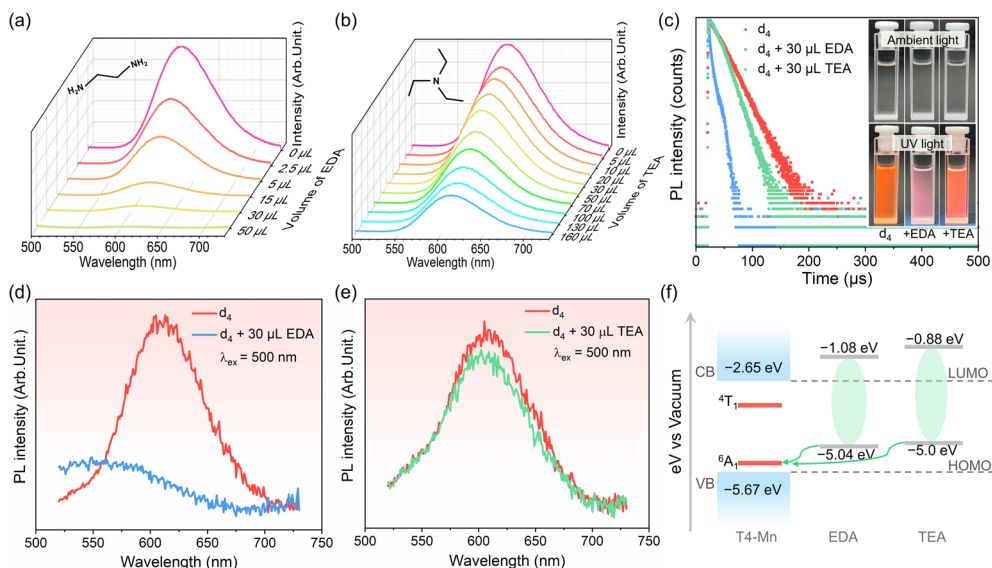 (a)
Intensity (Arb.Unit.)
H₂N
NH₂
0 µL
2.5 µL
5 µL
15 µL
30 µL
50 µL
Volume of EDA
500 550 600 650 700
Wavelength (nm)
(b)
Intensity (Arb.Unit.)
N
0 µL
5 µL
10 µL
20 µL
30 µL
50 µL
70 µL
100 µL
130 µL
160 µL
Volume of TEA
500 550 600 650 700
Wavelength (nm)
(c)
PL intensity (counts)
d₄
d₄ + 30 µL EDA
d₄ + 30 µL TEA
Ambient light
UV light
d₄ +EDA +TEA
0 100 200 300 400 500
Time (µs)
(d)
PL intensity (Arb.Unit.)
d₄
d₄ + 30 µL EDA
λex = 500 nm
500 550 600 650 700 750
Wavelength (nm)
(e)
PL intensity (Arb.Unit.)
d₄
d₄ + 30 µL TEA
λex = 500 nm
500 550 600 650 700 750
Wavelength (nm)
(f)
eV vs Vacuum
CB
−2.65 eV
−1.08 eV
−0.88 eV
LUMO
⁴T₁
⁶A₁
−5.04 eV
−5.0 eV
HOMO
VB
−5.67 eV
T4-Mn EDA TEA